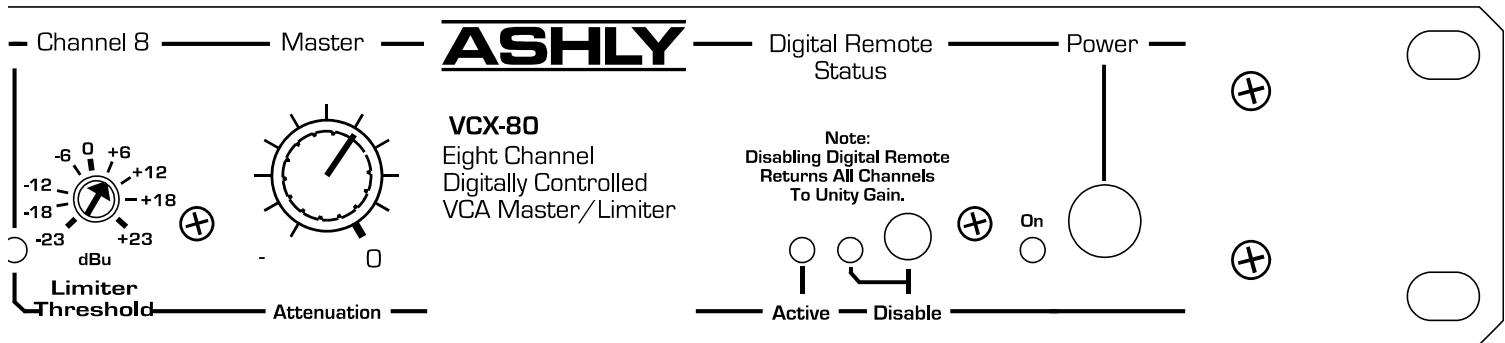 Channel 8
Master
ASHLY
Digital Remote
Status
Power
VCX-80
Eight Channel
Digitally Controlled
VCA Master/Limiter
Note:
Disabling Digital Remote
Returns All Channels
To Unity Gain.
0
-6
+6
-12
+12
-18
+18
-23
+23
dBu
Limiter
Threshold
-
0
Attenuation
On
Active
Disable